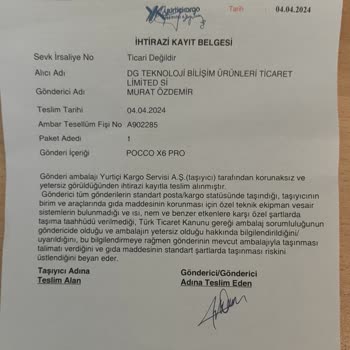 yurtiçikargo
Tarih 04.04.2024
İHTİRAZİ KAYIT BELGESİ
Sevk İrsaliye No Ticari Değildir
Alıcı Adı DG TEKNOLOJİ BİLİŞİM ÜRÜNLERİ TİCARET
LİMİTED Sİ
Gönderici Adı MURAT ÖZDEMİR
Teslim Tarihi 04.04.2024
Ambar Tesellüm Fişi No A902285
Paket Adedi 1
Gönderi İçeriği POCCO X6 PRO
Gönderi ambalajı Yurtiçi Kargo Servisi A.Ş.(taşıyıcı) tarafından korunaksız ve
yetersiz görüldüğünden ihtirazi kayıtla teslim alınmıştır.
Gönderici tüm gönderilerin standart posta/kargo statüsünde taşındığı, taşıyıcının
birim ve araçlarında gıda maddesinin korunması için özel teknik ekipman vesair
sistemlerin bulunmadığı ve ısı, nem ve benzer etkenlere karşı özel şartlarda
taşıma taahhüdü verilmediği, Türk Ticaret Kanunu gereği ambalaj sorumluluğunun
göndericide olduğu ve ambalajın yetersiz olduğu hakkında bilgilendirildiğini/
uyarıldığını, bu bilgilendirmeye rağmen gönderinin mevcut ambalajıyla taşınması
talimatı verdiğini ve gıda maddesinin standart şartlarda taşınması riskini
üstlendiğini beyan eder.
Taşıyıcı Adına Gönderici/Gönderici
Teslim Alan Adına Teslim Eden